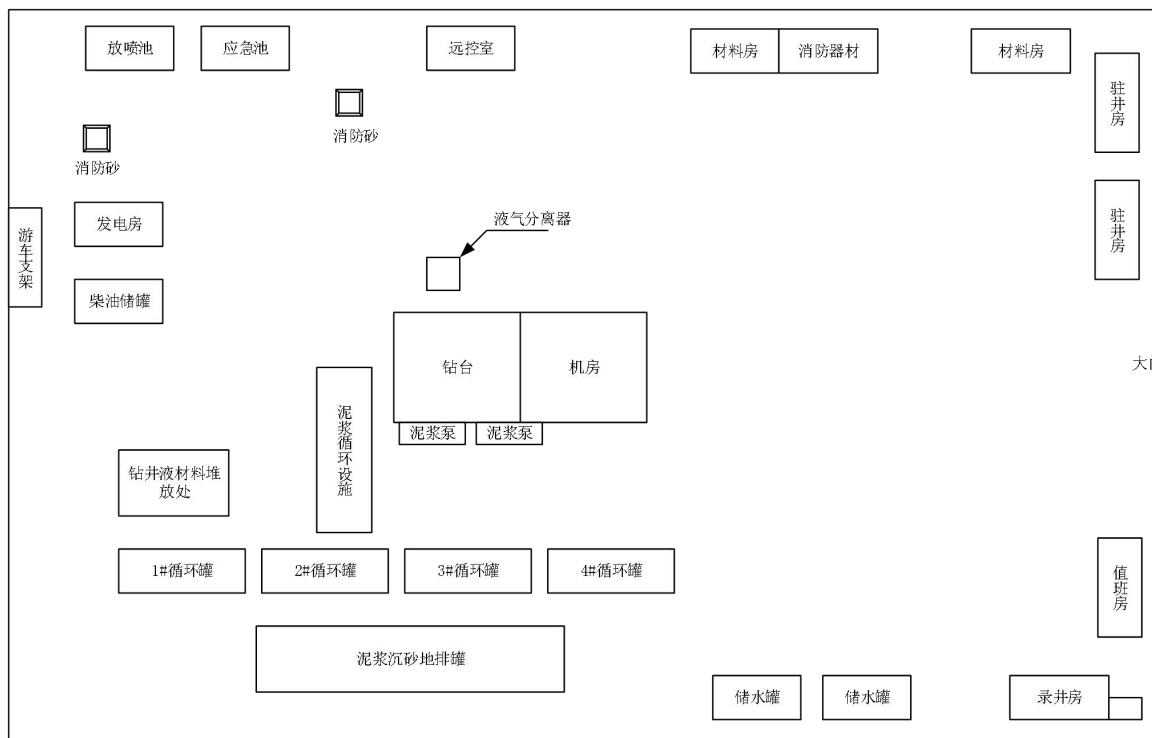 放喷池
应急池
远控室
材料房
消防器材
材料房
驻井房
消防砂
消防砂
发电房
游车支架
液气分离器
驻井房
柴油储罐
钻台
机房
大门
泥浆循环设施
泥浆泵
泥浆泵
钻井液材料堆
放处
1#循环罐
2#循环罐
3#循环罐
4#循环罐
值班房
泥浆沉砂地排罐
储水罐
储水罐
录井房